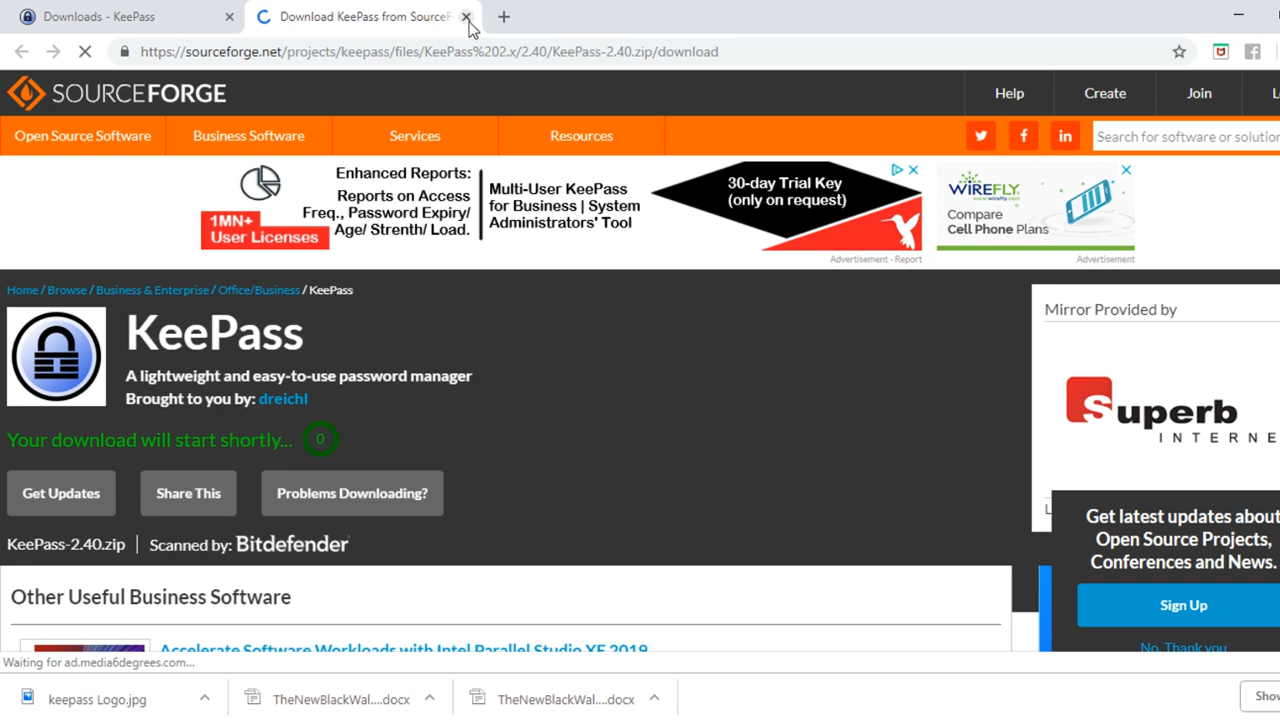 Downloads - KeePass
Download KeePass from SourceF
https://sourceforge.net/projects/keepass/files/KeePass%202.x/2.40/KeePass-2.40.zip/download
SOURCEFORGE
Help
Create
Join
Open Source Software
Business Software
Services
Resources
Search for software or solution
1MN+
User Licenses
Enhanced Reports:
Reports on Access
Freq., Password Expiry/
Age/ Strenth/ Load.
Multi-User KeePass
for Business | System
Administrators' Tool
30-day Trial Key
(only on request)
Advertisement - Report
WIREFLY
www.wirefly.com
Compare
Cell Phone Plans
Advertisement
Home / Browse / Business & Enterprise / Office/Business / KeePass
KeePass
A lightweight and easy-to-use password manager
Brought to you by: dreichl
Your download will start shortly... 0
Get Updates
Share This
Problems Downloading?
KeePass-2.40.zip | Scanned by: Bitdefender
Mirror Provided by
Superb
INTERNE
Get latest updates about
Open Source Projects,
Conferences and News.
Sign Up
No, Thank you
Other Useful Business Software
Accelerate Software Workloads with Intel Parallel Studio XE 2019
Waiting for ad.media6degrees.com...
keepass Logo.jpg
TheNewBlackWal....docx
TheNewBlackWal....docx
Show